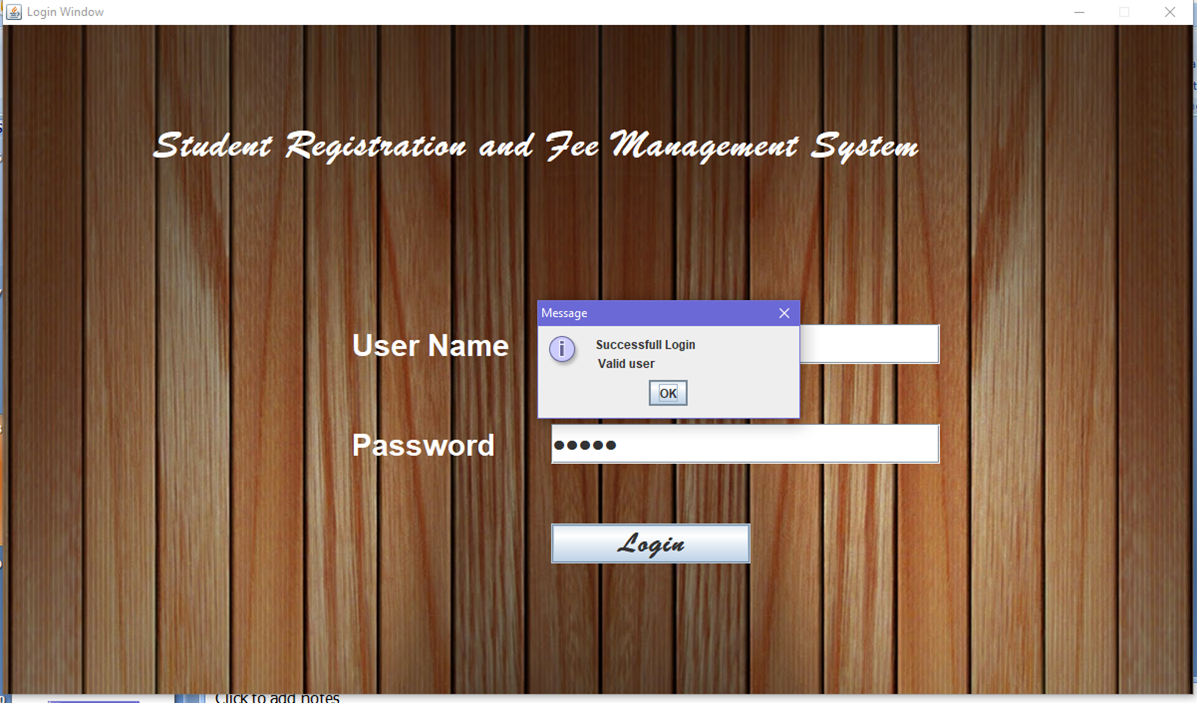 Login Window
Student Registration and Fee Management System
Message
Successfull Login
Valid user
OK
User Name
Password
Login
Click to add notes